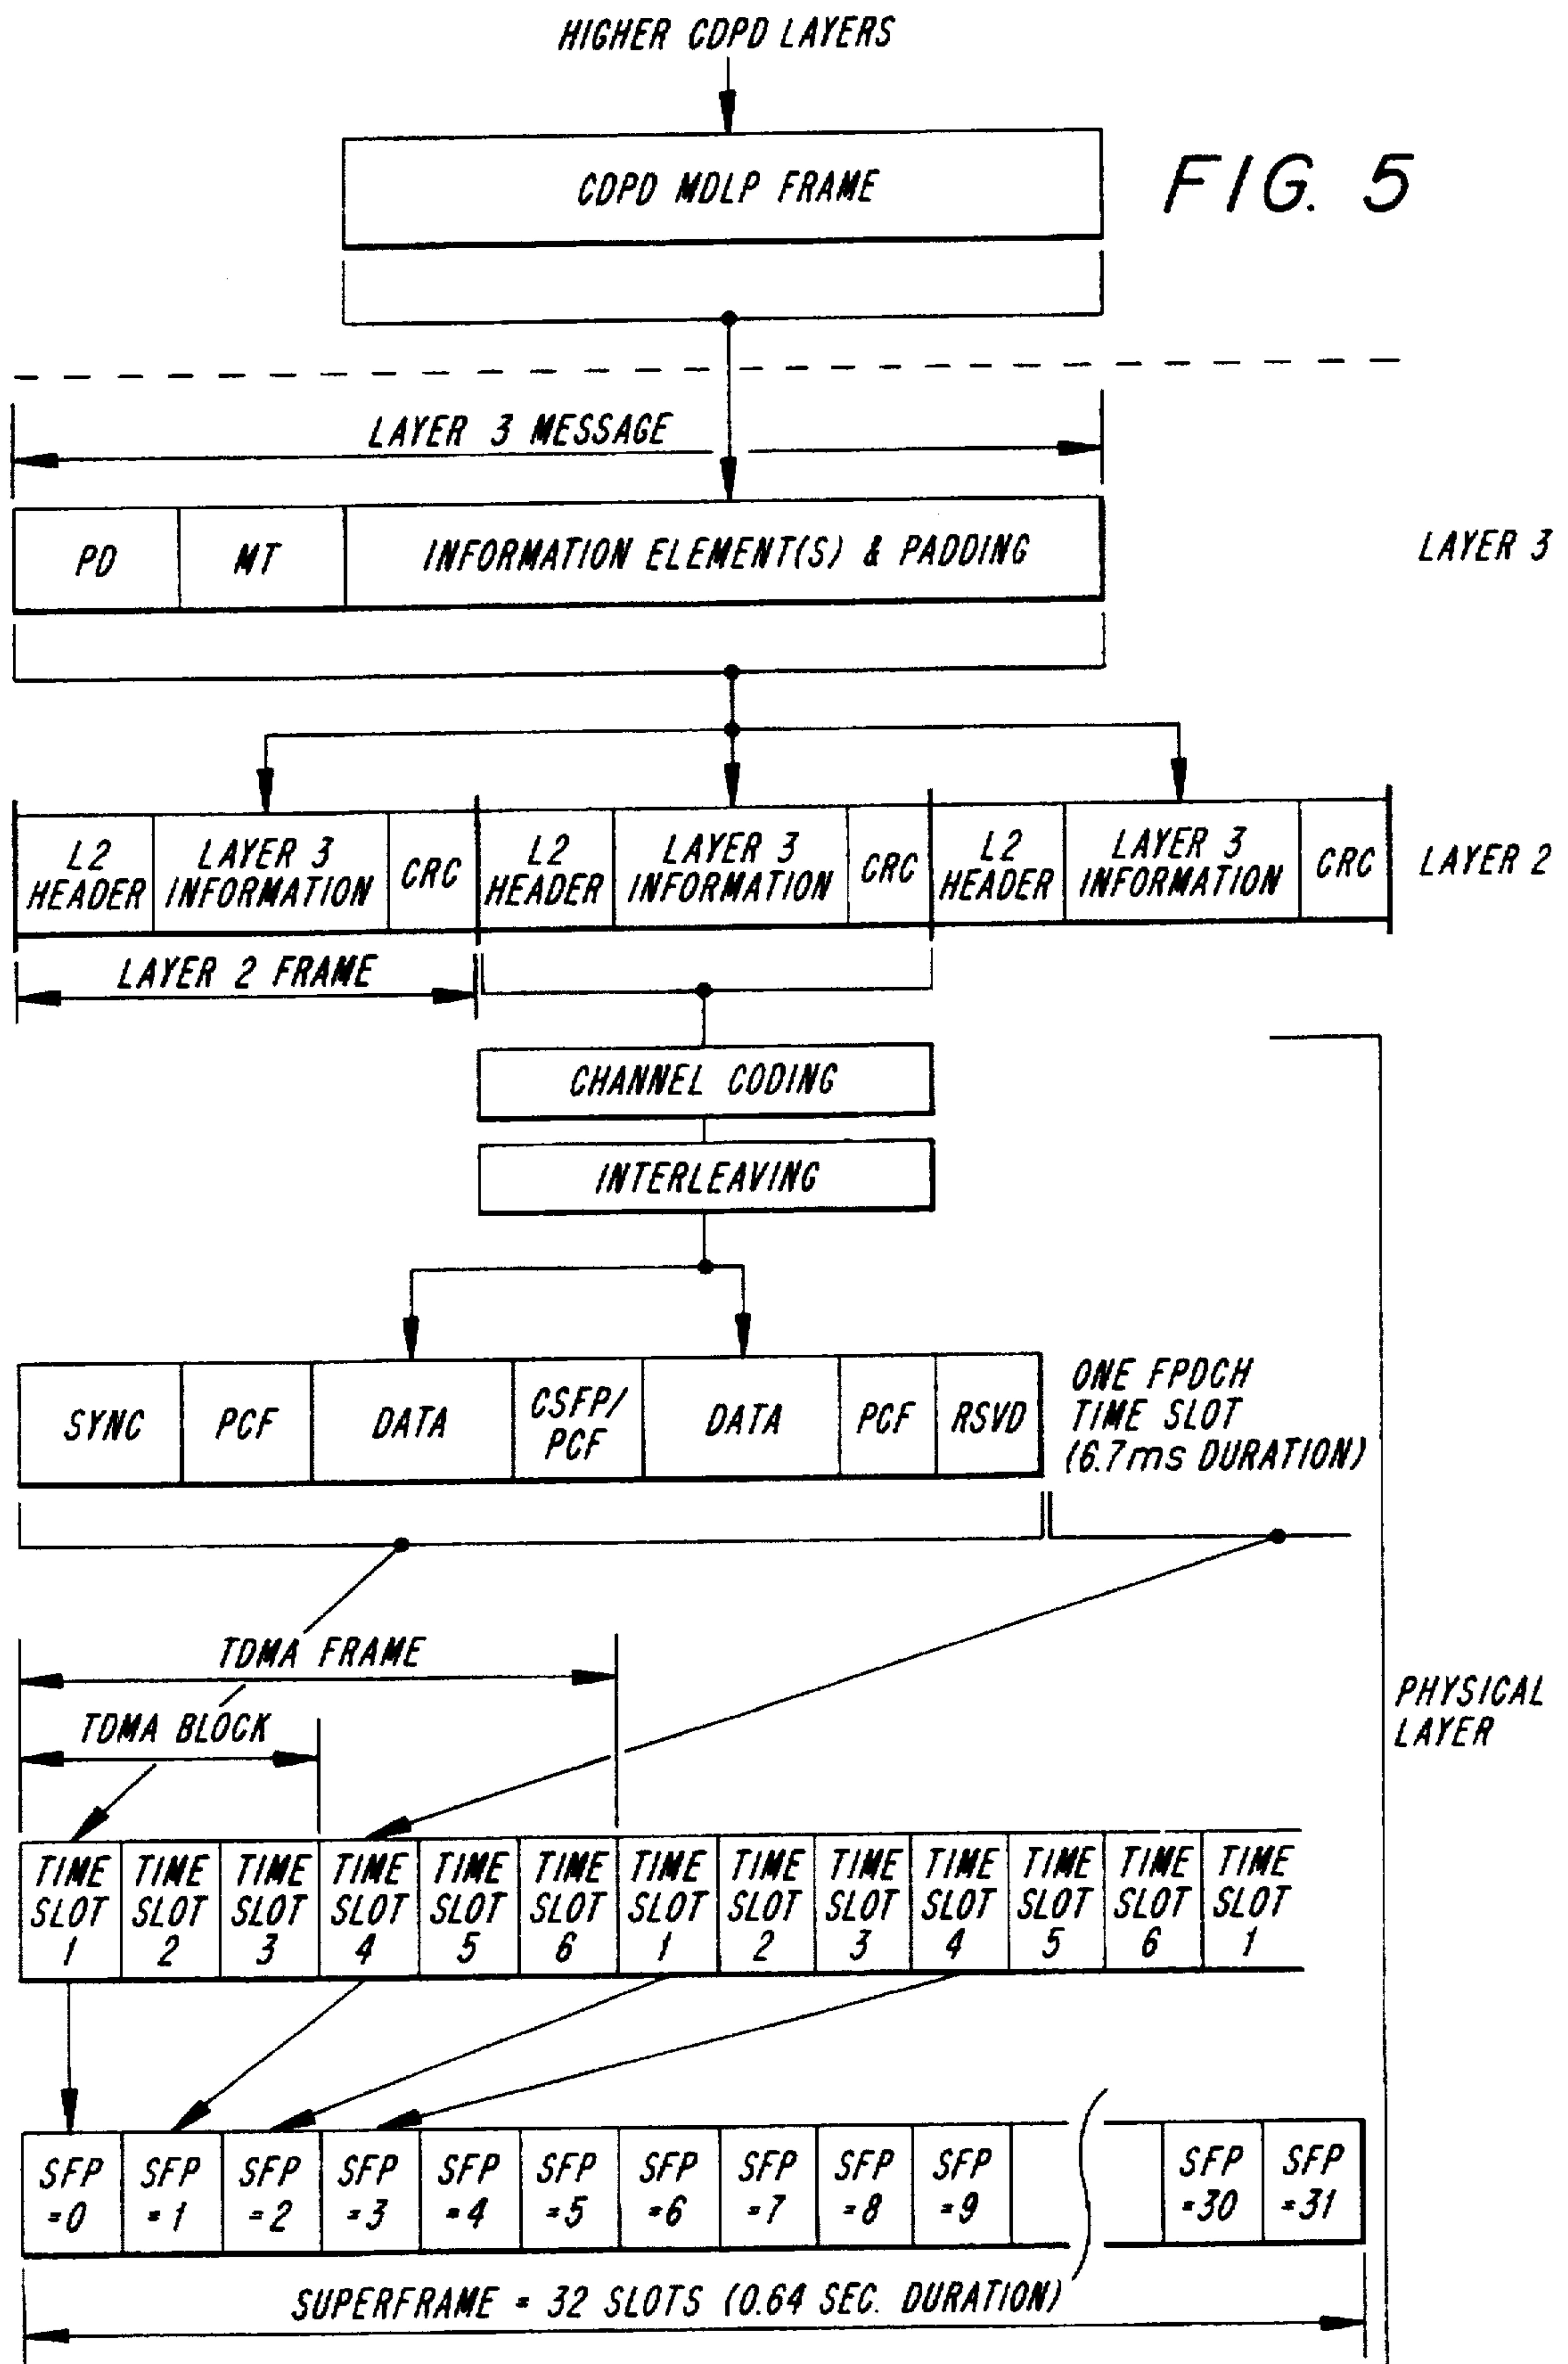 HIGHER CDPD LAYERS
CDPD MDLP FRAME
FIG. 5
LAYER 3 MESSAGE
PD
MT
INFORMATION ELEMENT(S) & PADDING
LAYER 3
L2
HEADER
LAYER 3
INFORMATION
CRC
L2
HEADER
LAYER 3
INFORMATION
CRC
L2
HEADER
LAYER 3
INFORMATION
CRC
LAYER 2
LAYER 2 FRAME
CHANNEL CODING
INTERLEAVING
SYNC
PCF
DATA
CSFP/
PCF
DATA
PCF
RSVD
ONE FPDCH
TIME SLOT
(6.7ms DURATION)
TDMA FRAME
TDMA BLOCK
PHYSICAL
LAYER
TIME
SLOT
1
TIME
SLOT
2
TIME
SLOT
3
TIME
SLOT
4
TIME
SLOT
5
TIME
SLOT
6
TIME
SLOT
1
TIME
SLOT
2
TIME
SLOT
3
TIME
SLOT
4
TIME
SLOT
5
TIME
SLOT
6
TIME
SLOT
1
SFP
=0
SFP
=1
SFP
=2
SFP
=3
SFP
=4
SFP
=5
SFP
=6
SFP
=7
SFP
=8
SFP
=9
SFP
=30
SFP
=31
SUPERFRAME = 32 SLOTS (0.64 SEC. DURATION)